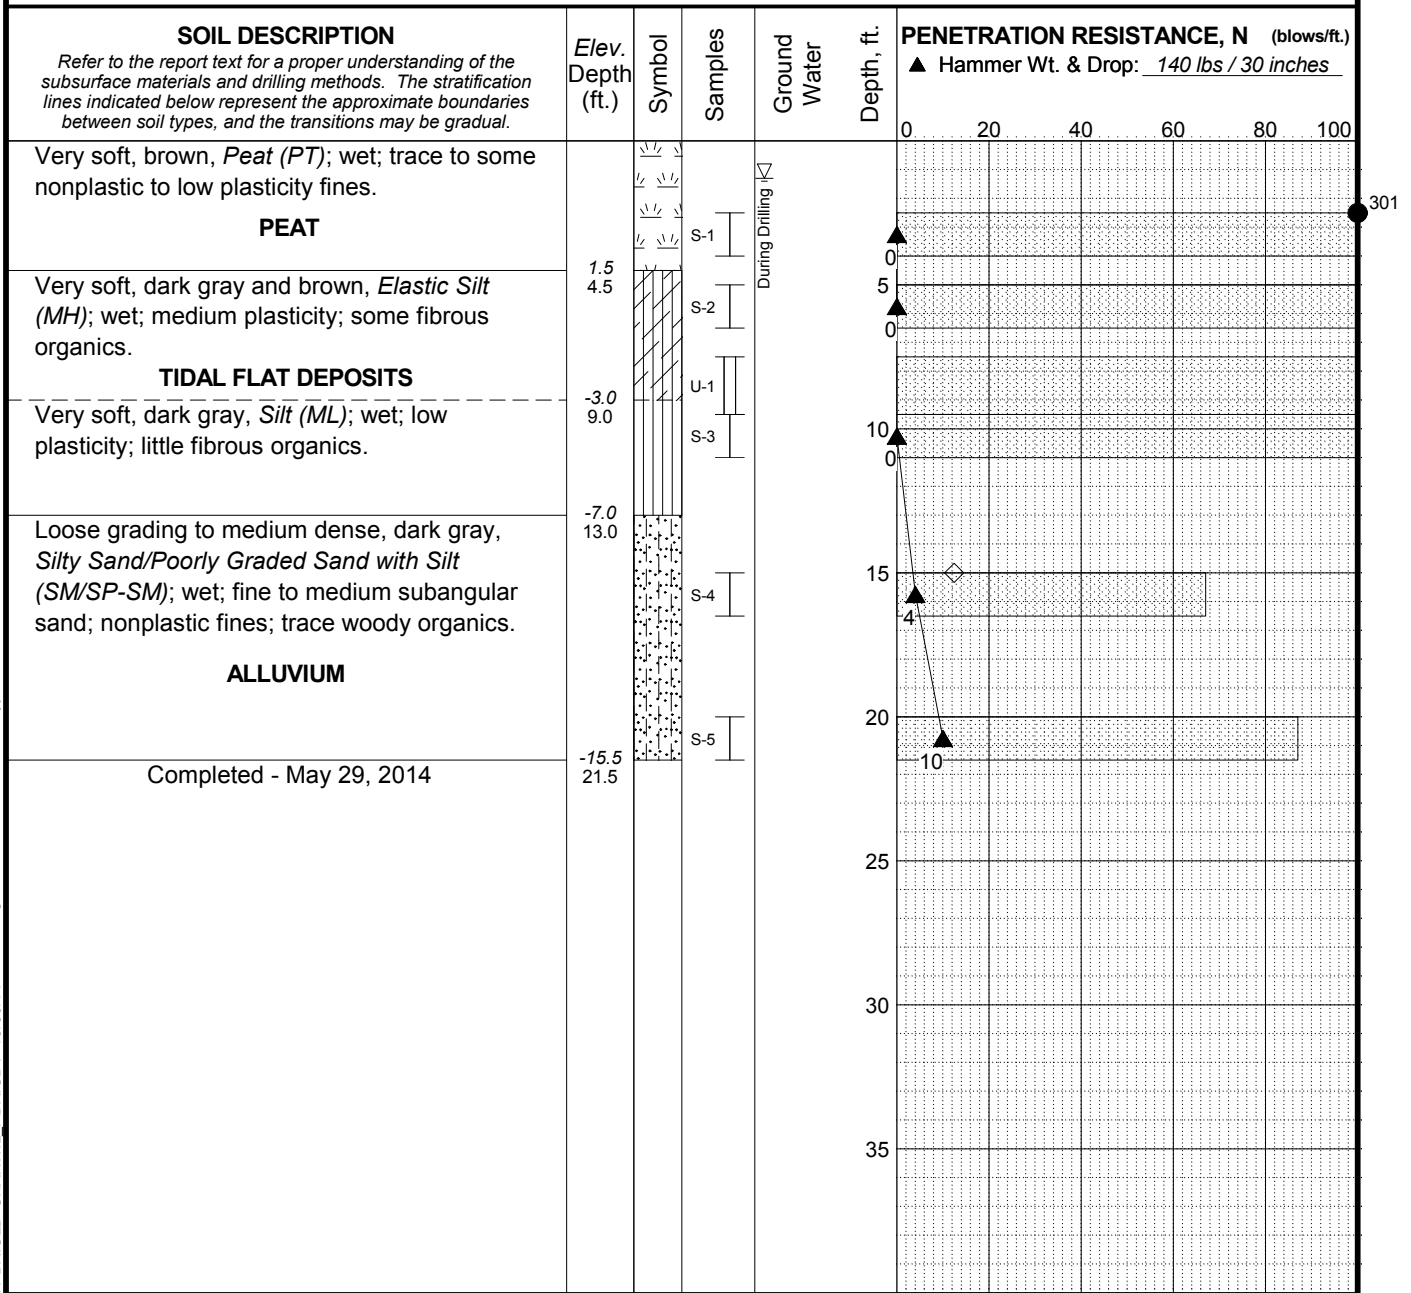 SOIL DESCRIPTION
Refer to the report text for a proper understanding of the
subsurface materials and drilling methods. The stratification
lines indicated below represent the approximate boundaries
between soil types, and the transitions may be gradual.
Elev.
Depth
(ft.)
Symbol
Samples
Ground
Water
Depth, ft.
PENETRATION RESISTANCE, N (blows/ft.)
▲ Hammer Wt. & Drop: 140 lbs / 30 inches
0 20 40 60 80 100
Very soft, brown, Peat (PT); wet; trace to some
nonplastic to low plasticity fines.
PEAT
S-1
During Drilling
301
0
1.5
4.5
Very soft, dark gray and brown, Elastic Silt
(MH); wet; medium plasticity; some fibrous
organics.
TIDAL FLAT DEPOSITS
S-2
5
0
U-1
-3.0
9.0
Very soft, dark gray, Silt (ML); wet; low
plasticity; little fibrous organics.
S-3
10
0
-7.0
13.0
Loose grading to medium dense, dark gray,
Silty Sand/Poorly Graded Sand with Silt
(SM/SP-SM); wet; fine to medium subangular
sand; nonplastic fines; trace woody organics.
ALLUVIUM
S-4
15
4
S-5
20
10
-15.5
21.5
Completed - May 29, 2014
25
30
35